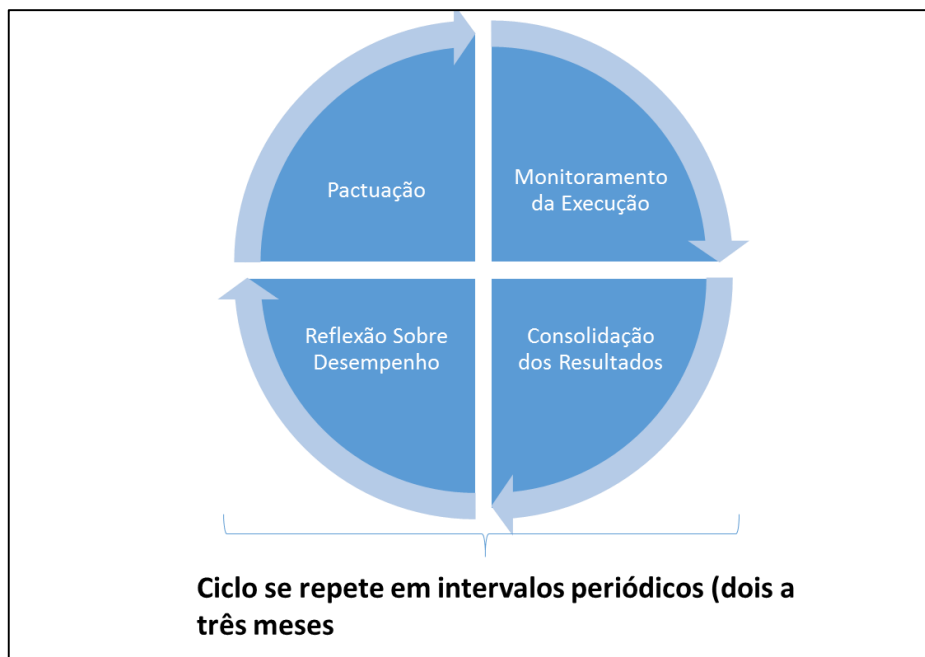 Pactuação
Monitoramento
da Execução
Reflexão Sobre
Desempenho
Consolidação
dos Resultados
Ciclo se repete em intervalos periódicos (dois a
três meses